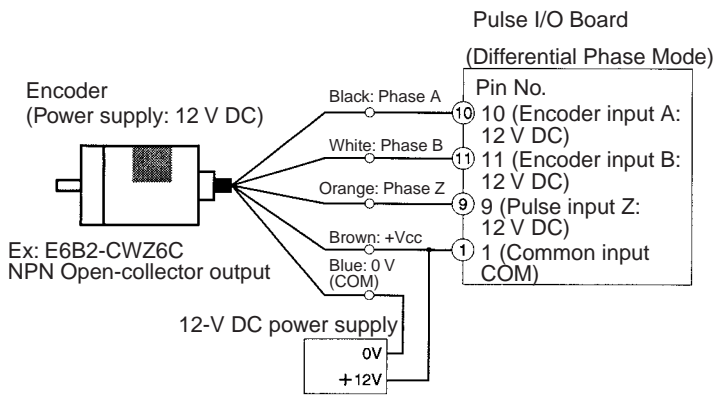 Pulse I/O Board
(Differential Phase Mode)
Encoder
(Power supply: 12 V DC)
Ex: E6B2-CWZ6C
NPN Open-collector output
Black: Phase A
White: Phase B
Orange: Phase Z
Brown: +Vcc
Blue: 0 V
(COM)
Pin No.
10
10 (Encoder input A:
12 V DC)
11
11 (Encoder input B:
12 V DC)
9
9 (Pulse input Z:
12 V DC)
1
1 (Common input
COM)
12-V DC power supply
0V
+12V